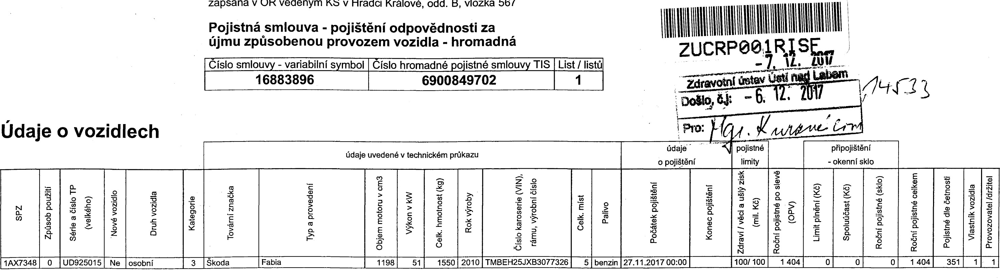 zapsaná v OR vedeným KS v Hradci Králové, odd. B, vložka 567
Pojistná smlouva - pojištění odpovědnosti za
újmu způsobenou provozem vozidla - hromadná
ZUCRP001RISF
-7. 12. 2017
Číslo smlouvy - variabilní symbol Číslo hromadné pojistné smlouvy TIS List / listů
16883896 6900849702 1
Zdravotní ústav Ústí nad Labem
Došlo, č.j: -6. 12. 2017
14533
Pro: Mgr.
Údaje o vozidlech
údaje uvedené v technickém průkazu
údaje
o pojištění
pojistné
limity
připojištění
- okenní sklo
SPZ
Způsob použití
Série a číslo TP
(velkého)
Nové vozidlo
Druh vozidla
Kategorie
Tovární značka
Typ a provedení
Objem motoru v cm3
Výkon v kW
Celk. hmotnost (kg)
Rok výroby
Číslo karoserie (VIN),
rámu, výrobní číslo
Celk. míst
Palivo
Počátek pojištění
Konec pojištění
Zdraví / věci a ušlý zisk
(mil. Kč)
Roční pojistné po slevě
(OPV)
Limit plnění (Kč)
Spoluúčast (Kč)
Roční pojistné (sklo)
Roční pojistné celkem
Pojistné dle četnosti
Vlastník vozidla
Provozovatel /držitel
1AX7348 0 UD925015 Ne osobní 3 Škoda Fabia 1198 51 1550 2010 TMBEH25JXB3077326 5 benzin 27.11.2017 00:00 100/ 100 1 404 0 0 0 1 404 351 1 1